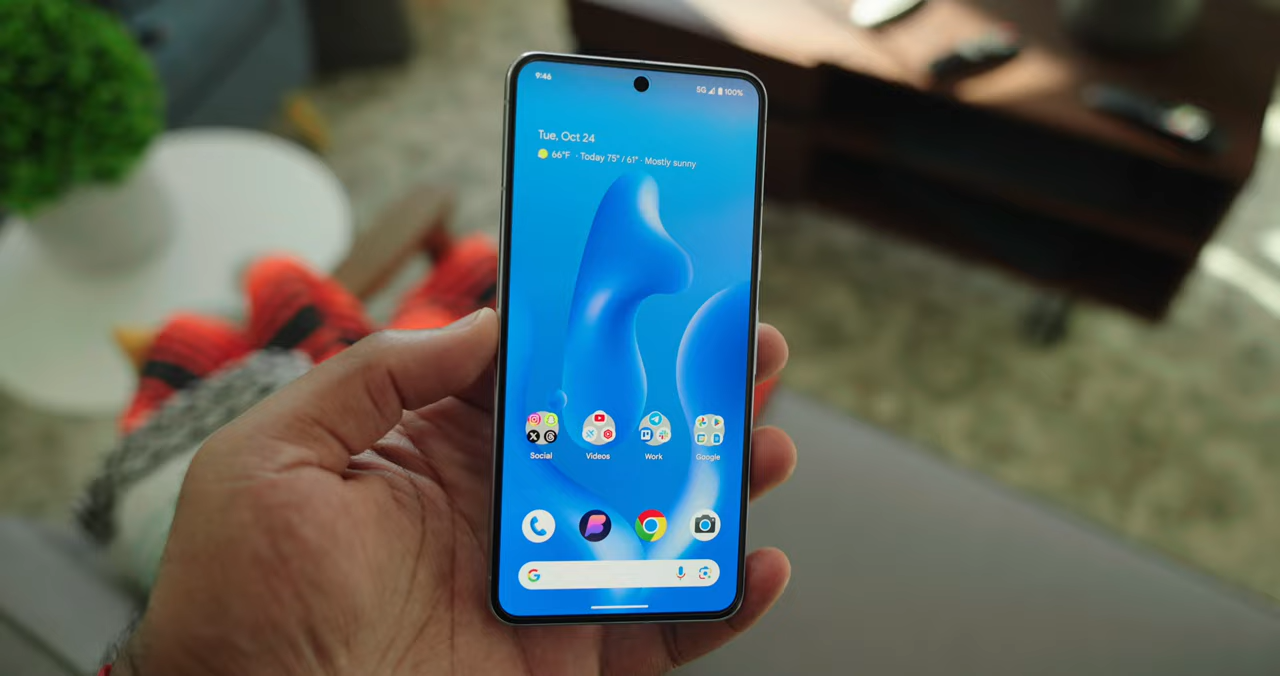 9:46
5G 100%
Tue, Oct 24
66°F · Today 75° / 61° · Mostly sunny
Social
Videos
Work
Google